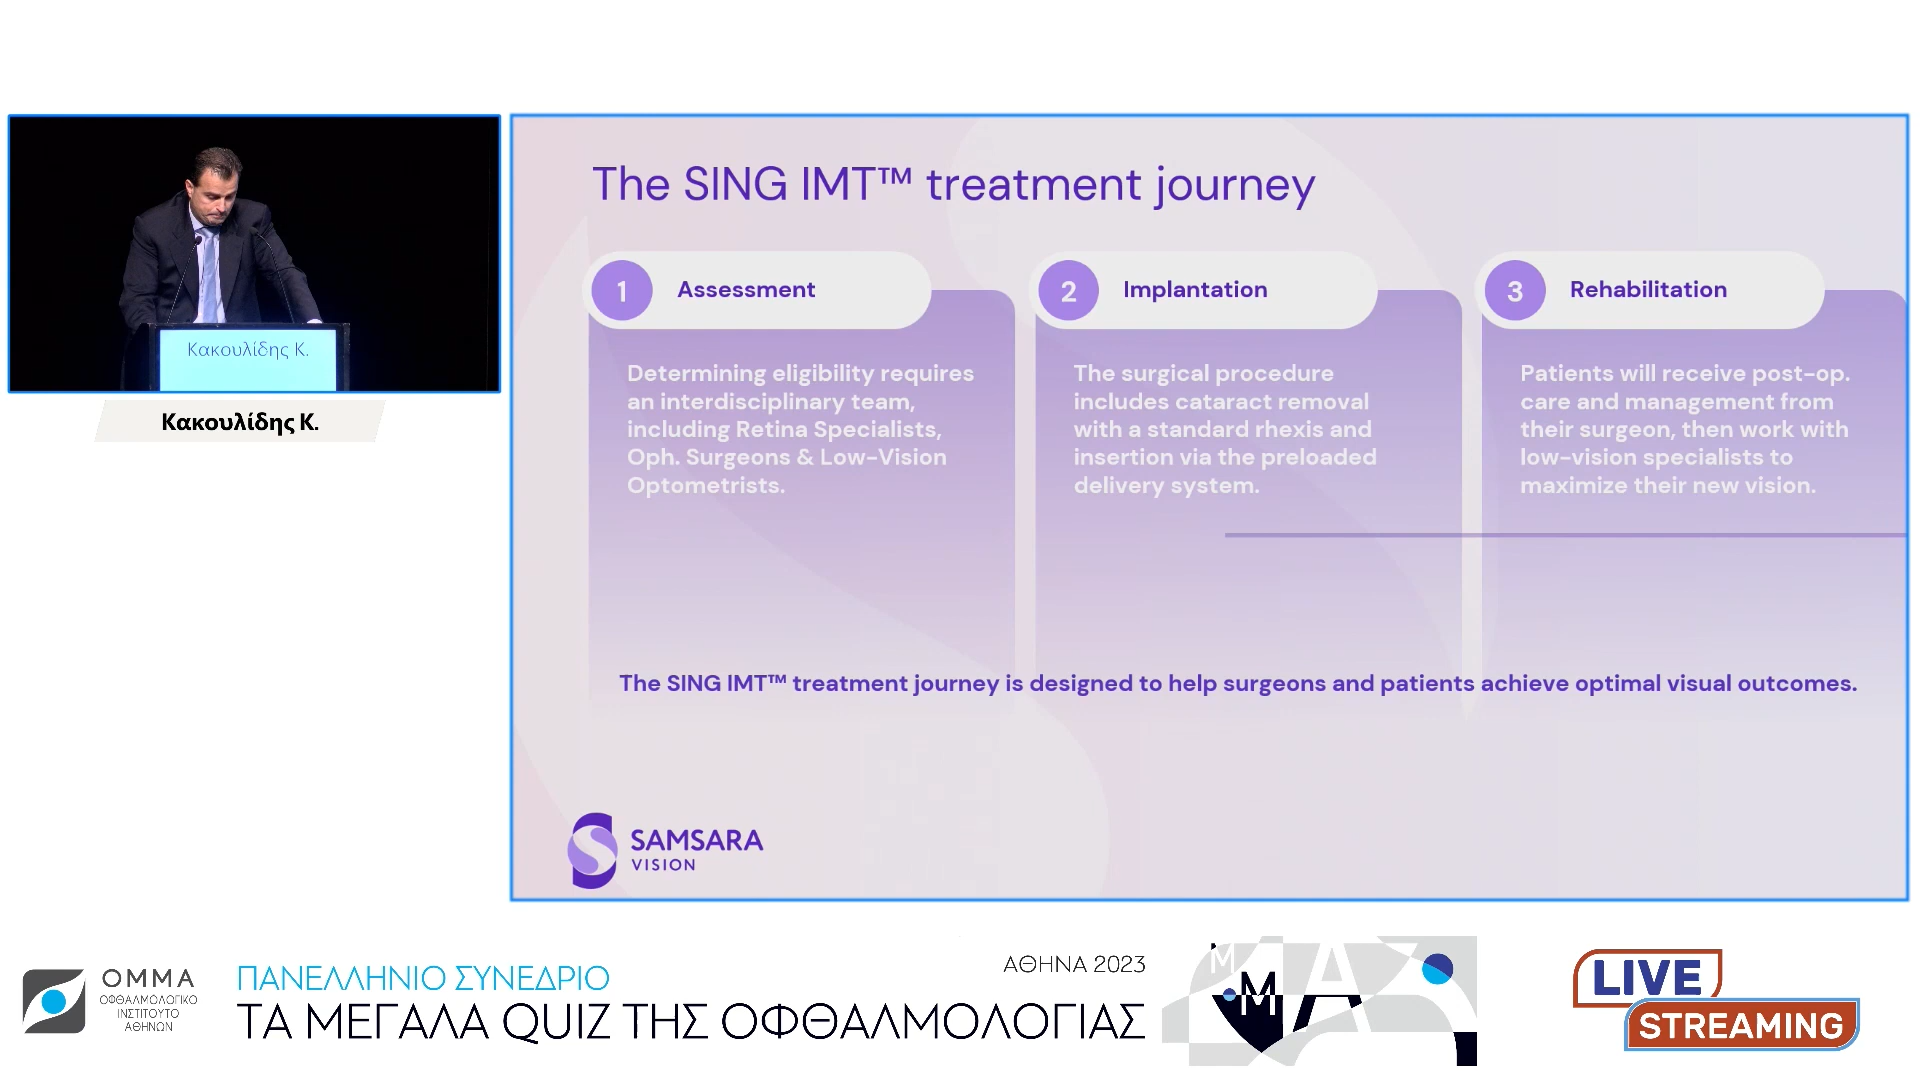 Κακουλίδης Κ.
Κακουλίδης Κ.
The SING IMT™ treatment journey
1 Assessment
Determining eligibility requires
an interdisciplinary team,
including Retina Specialists,
Oph. Surgeons & Low-Vision
Optometrists.
2 Implantation
The surgical procedure
includes cataract removal
with a standard rhexis and
insertion via the preloaded
delivery system.
3 Rehabilitation
Patients will receive post-op.
care and management from
their surgeon, then work with
low-vision specialists to
maximize their new vision.
The SING IMT™ treatment journey is designed to help surgeons and patients achieve optimal visual outcomes.
SAMSARA
VISION
ΟΜΜΑ
ΟΦΘΑΛΜΟΛΟΓΙΚΟ
ΙΝΣΤΙΤΟΥΤΟ
ΑΘΗΝΩΝ
ΠΑΝΕΛΛΗΝΙΟ ΣΥΝΕΔΡΙΟ
ΤΑ ΜΕΓΑΛΑ QUIZ ΤΗΣ ΟΦΘΑΛΜΟΛΟΓΙΑΣ
ΑΘΗΝΑ 2023
LIVE
STREAMING